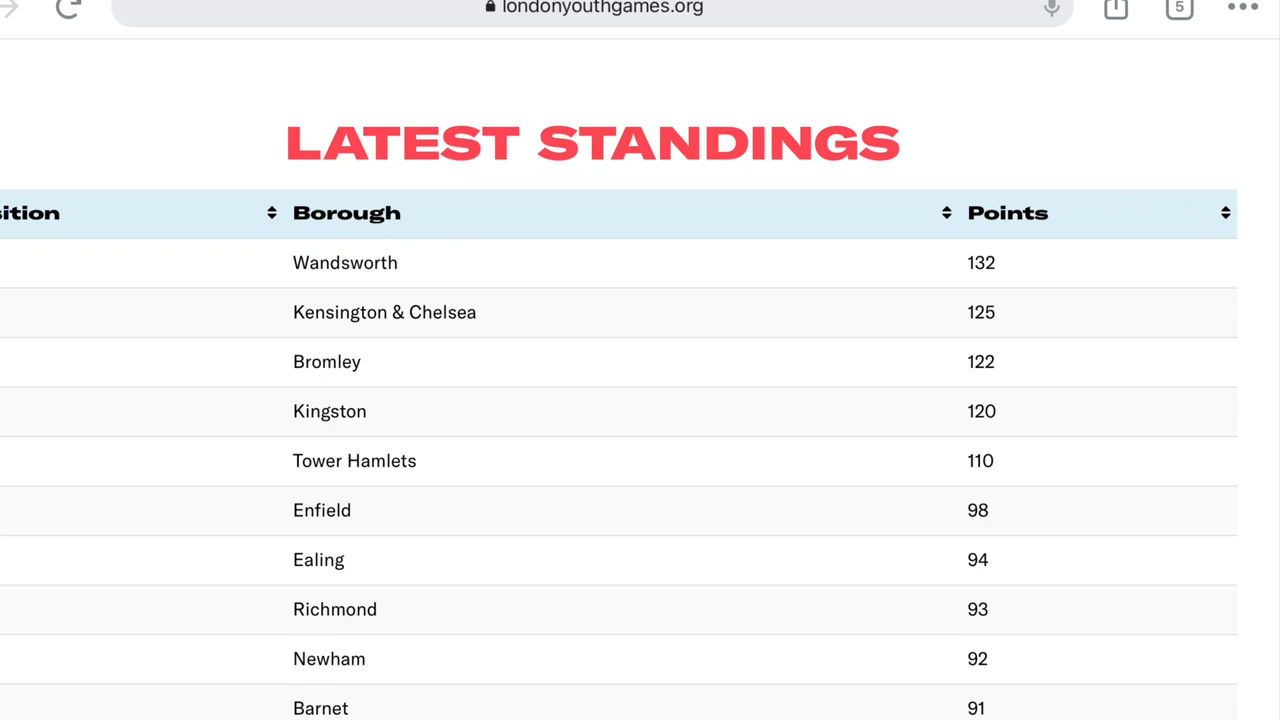 londonyouthgames.org
5
LATEST STANDINGS
sition Borough Points
Wandsworth 132
Kensington & Chelsea 125
Bromley 122
Kingston 120
Tower Hamlets 110
Enfield 98
Ealing 94
Richmond 93
Newham 92
Barnet 91